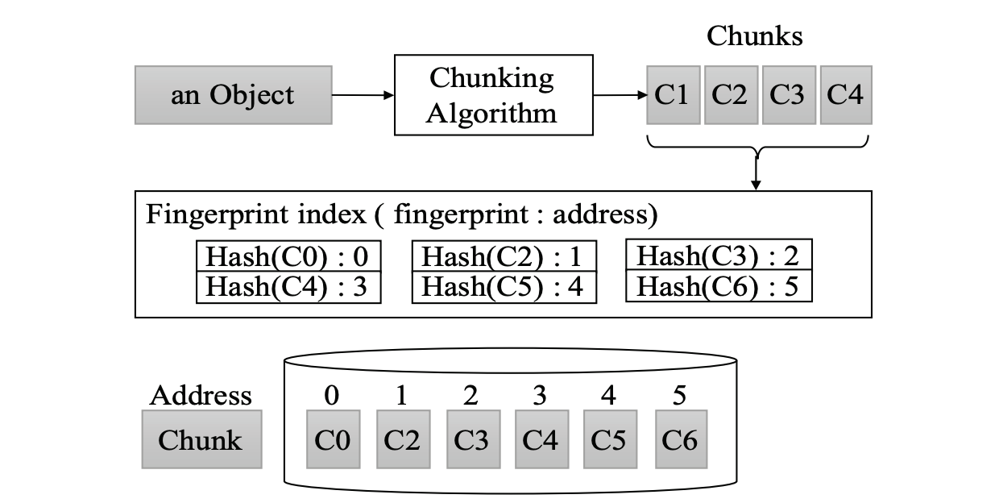 Chunks
an Object
Chunking
Algorithm
C1 C2 C3 C4
Fingerprint index ( fingerprint : address)
Hash(C0) : 0 Hash(C2) : 1 Hash(C3) : 2
Hash(C4) : 3 Hash(C5) : 4 Hash(C6) : 5
Address 0 1 2 3 4 5
Chunk C0 C2 C3 C4 C5 C6